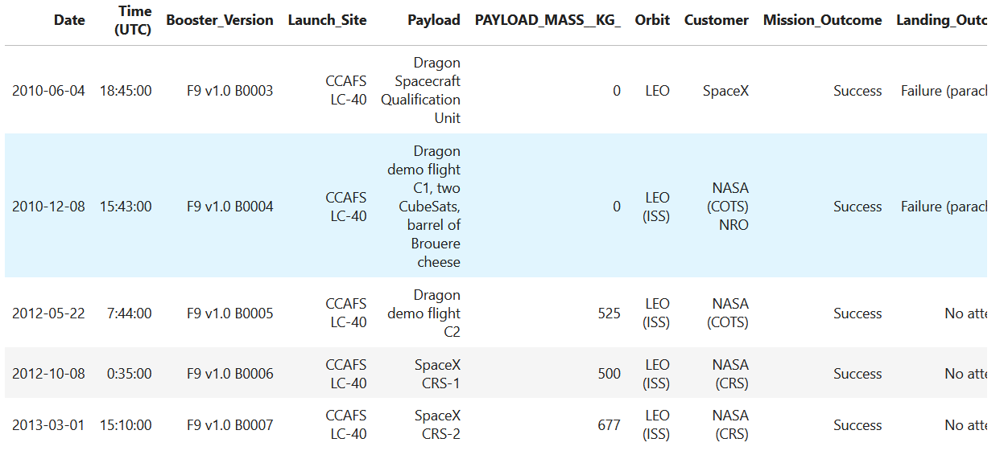 Date Time (UTC) Booster_Version Launch_Site Payload PAYLOAD_MASS__KG_ Orbit Customer Mission_Outcome Landing_Outc
2010-06-04 18:45:00 F9 v1.0 B0003 CCAFS LC-40 Dragon Spacecraft Qualification Unit 0 LEO SpaceX Success Failure (parac
2010-12-08 15:43:00 F9 v1.0 B0004 CCAFS LC-40 Dragon demo flight C1, two CubeSats, barrel of Brouere cheese 0 LEO (ISS) NASA (COTS) NRO Success Failure (parac
2012-05-22 7:44:00 F9 v1.0 B0005 CCAFS LC-40 Dragon demo flight C2 525 LEO (ISS) NASA (COTS) Success No atte
2012-10-08 0:35:00 F9 v1.0 B0006 CCAFS LC-40 SpaceX CRS-1 500 LEO (ISS) NASA (CRS) Success No atte
2013-03-01 15:10:00 F9 v1.0 B0007 CCAFS LC-40 SpaceX CRS-2 677 LEO (ISS) NASA (CRS) Success No atte